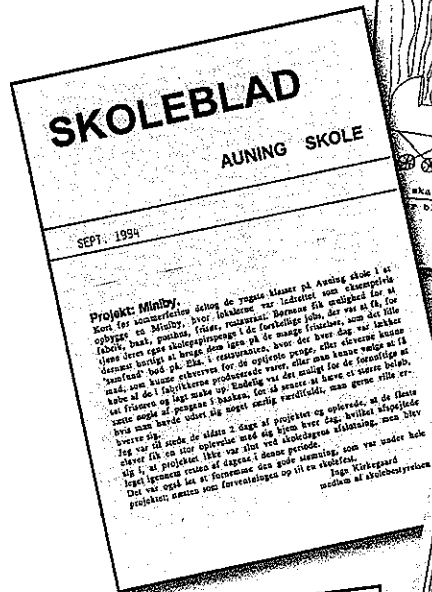 SKOLEBLAD
AUNING SKOLE
SEPT. 1994
Projekt: Miniby.
Kort før sommerferien deltog de yngste klasser på Auning skole i at
opbygge en Miniby, hvor lokalerne var indrettet som eksempelvis
fabrik, bank, posthus, frisør, restaurant. Børnene fik mulighed for at
tjene deres egne skolepapirspenge i de forskellige jobs, der var at få, for
dernæst hurtigt at bruge dem igen på de mange fristelser, som det lille
"samfund" bød på. Eks. i restauranten, hvor der hver dag var lækker
mad, som kunne erhverves for de optjente penge, eller eleverne kunne
købe af de i fabrikkerne producerede varer, eller man kunne vælge at få
sat frisuren og lagt make up. Endelig var det muligt for de fornuftige at
sætte nogle af pengene i banken, for så senere at hæve et større beløb,
hvis man havde udset sig noget særlig værdifuldt, man gerne ville er-
hverve sig.
Jeg var til stede de sidste 2 dage af projektet og oplevede, at de fleste
elever fik en stor oplevelse med sig hjem hver dag, hvilket afspejlede
sig i, at projektet ikke var slut ved skoledagens afslutning, men blev
leget igennem resten af dagene i denne periode.
Det var også let at fornemme den gode stemning, som var under hele
projektet; næsten som forventningen op til en skolefest.
Inga Kirkegaard
medlem af skolebestyrelsen